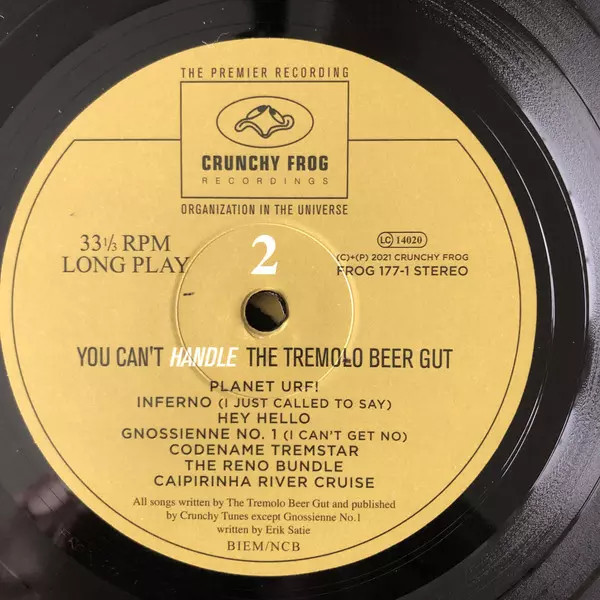 THE PREMIER RECORDING
CRUNCHY FROG
RECORDINGS
ORGANIZATION IN THE UNIVERSE
33 1/3 RPM
LONG PLAY
2
LC 14020
(C)+(P) 2021 CRUNCHY FROG
FROG 177-1 STEREO
YOU CAN'T HANDLE THE TREMOLO BEER GUT
PLANET URF!
INFERNO (I JUST CALLED TO SAY)
HEY HELLO
GNOSSIENNE NO. 1 (I CAN'T GET NO)
CODENAME TREMSTAR
THE RENO BUNDLE
CAIPIRINHA RIVER CRUISE
All songs written by The Tremolo Beer Gut and published
by Crunchy Tunes except Gnossienne No.1
written by Erik Satie
BIEM/NCB